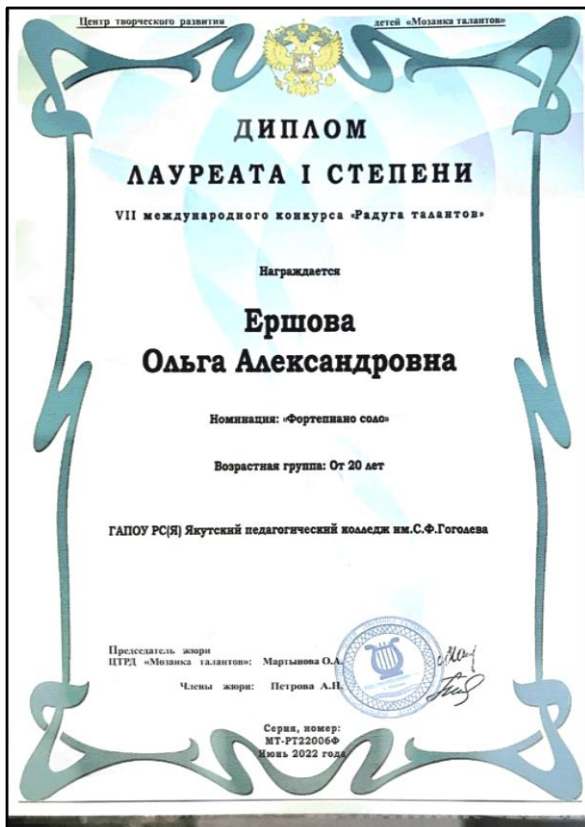 Центр творческого развития детей «Мозаика талантов»
ДИПЛОМ
ЛАУРЕАТА I СТЕПЕНИ
VII международного конкурса «Радуга талантов»
Награждается
Ершова
Ольга Александровна
Номинация: «Фортепиано соло»
Возрастная группа: От 20 лет
ГАПОУ РС(Я) Якутский педагогический колледж им.С.Ф.Гоголева
Председатель жюри
ЦТРД «Мозаика талантов»: Мартынова О.А.
Члены жюри: Петрова А.Н.
Серия, номер:
МТ-РТ22006Ф
Июнь 2022 года